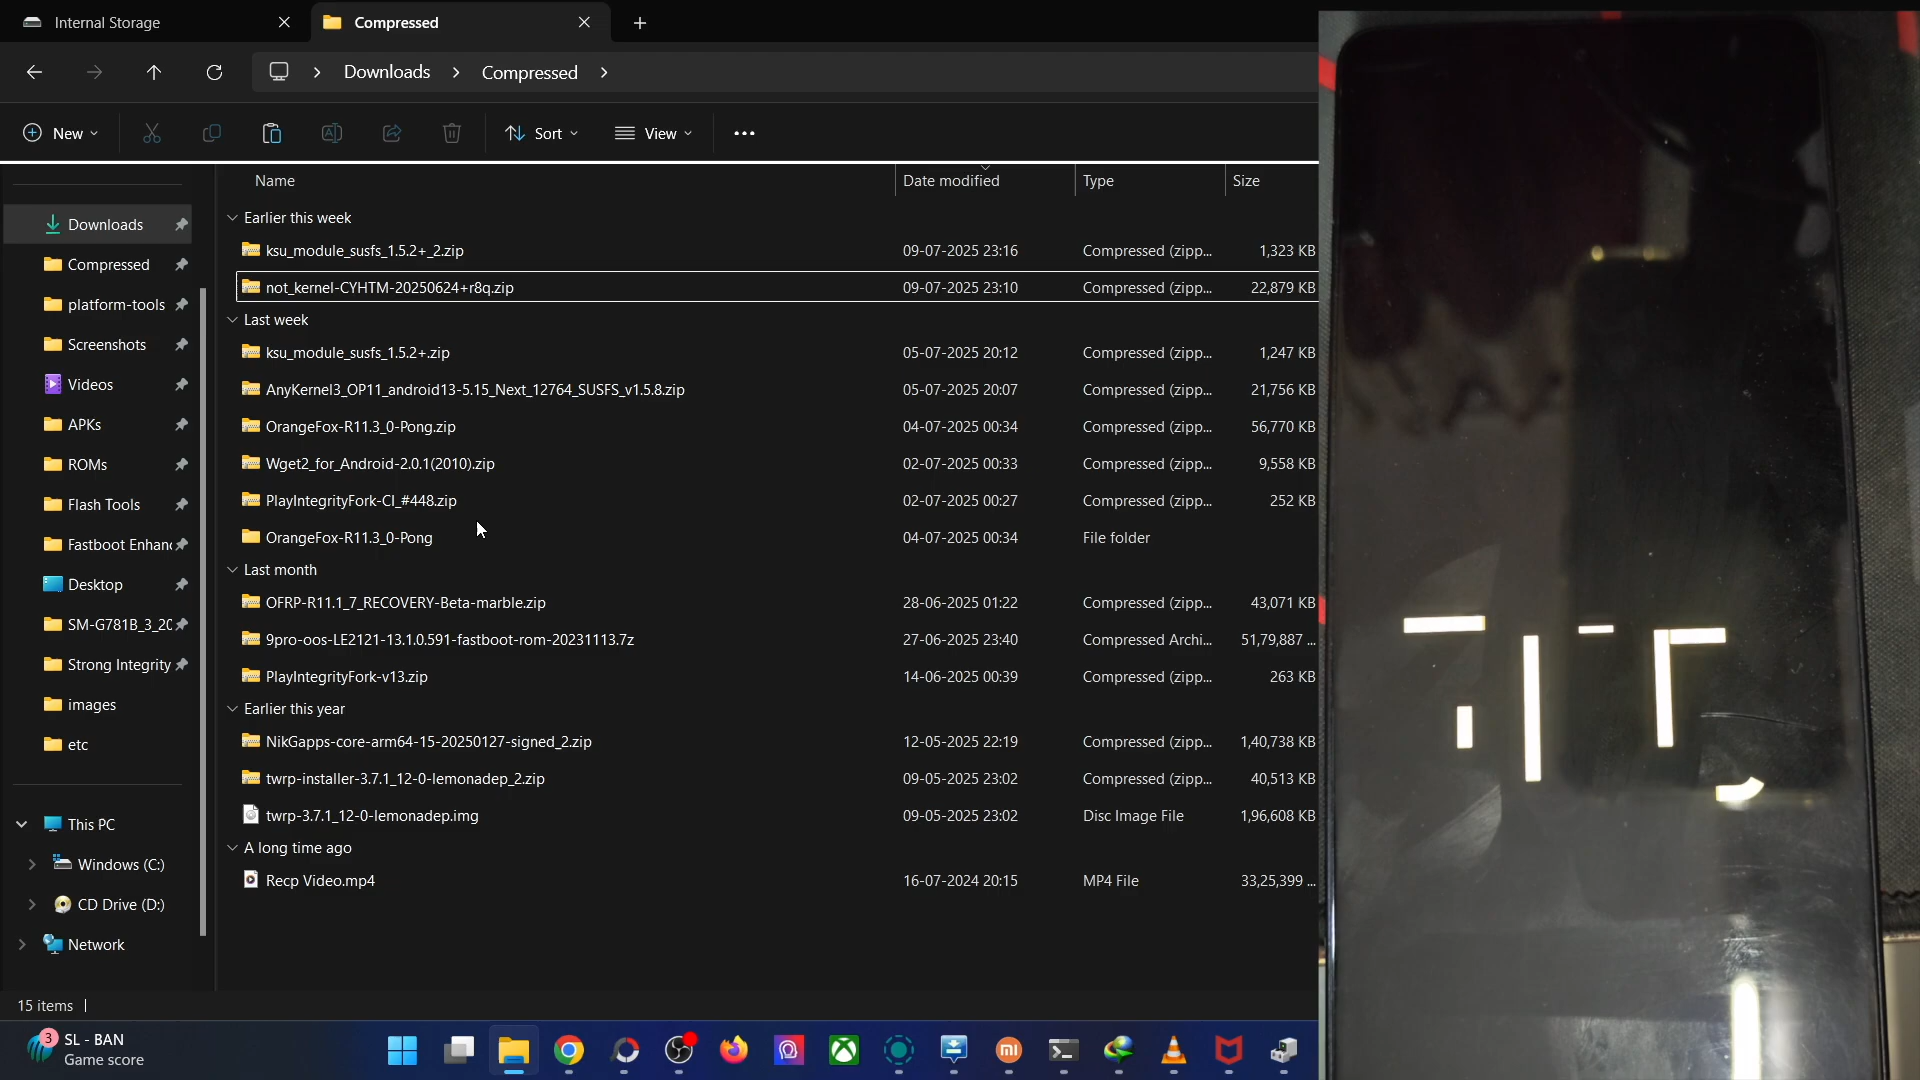 Internal Storage
Compressed
Downloads
Compressed
New
Sort
View
Name
Date modified
Type
Size
Downloads
Compressed
platform-tools
Screenshots
Videos
APKs
ROMs
Flash Tools
Fastboot Enhanc
Desktop
SM-G781B_3_20
Strong Integrity
images
etc
This PC
Windows (C:)
CD Drive (D:)
Network
Earlier this week
ksu_module_susfs_1.5.2+_2.zip 09-07-2025 23:16 Compressed (zipp... 1,323 KB
not_kernel-CYHTM-20250624+r8q.zip 09-07-2025 23:10 Compressed (zipp... 22,879 KB
Last week
ksu_module_susfs_1.5.2+.zip 05-07-2025 20:12 Compressed (zipp... 1,247 KB
AnyKernel3_OP11_android13-5.15_Next_12764_SUSFS_v1.5.8.zip 05-07-2025 20:07 Compressed (zipp... 21,756 KB
OrangeFox-R11.3_0-Pong.zip 04-07-2025 00:34 Compressed (zipp... 56,770 KB
Wget2_for_Android-2.0.1(2010).zip 02-07-2025 00:33 Compressed (zipp... 9,558 KB
PlayIntegrityFork-CI_#448.zip 02-07-2025 00:27 Compressed (zipp... 252 KB
OrangeFox-R11.3_0-Pong 04-07-2025 00:34 File folder
Last month
OFRP-R11.1_7_RECOVERY-Beta-marble.zip 28-06-2025 01:22 Compressed (zipp... 43,071 KB
9pro-oos-LE2121-13.1.0.591-fastboot-rom-20231113.7z 27-06-2025 23:40 Compressed Archi... 51,79,887 ...
PlayIntegrityFork-v13.zip 14-06-2025 00:39 Compressed (zipp... 263 KB
Earlier this year
NikGapps-core-arm64-15-20250127-signed_2.zip 12-05-2025 22:19 Compressed (zipp... 1,40,738 KB
twrp-installer-3.7.1_12-0-lemonadep_2.zip 09-05-2025 23:02 Compressed (zipp... 40,513 KB
twrp-3.7.1_12-0-lemonadep.img 09-05-2025 23:02 Disc Image File 1,96,608 KB
A long time ago
Recp Video.mp4 16-07-2024 20:15 MP4 File 33,25,399 ...
15 items
3
SL - BAN
Game score